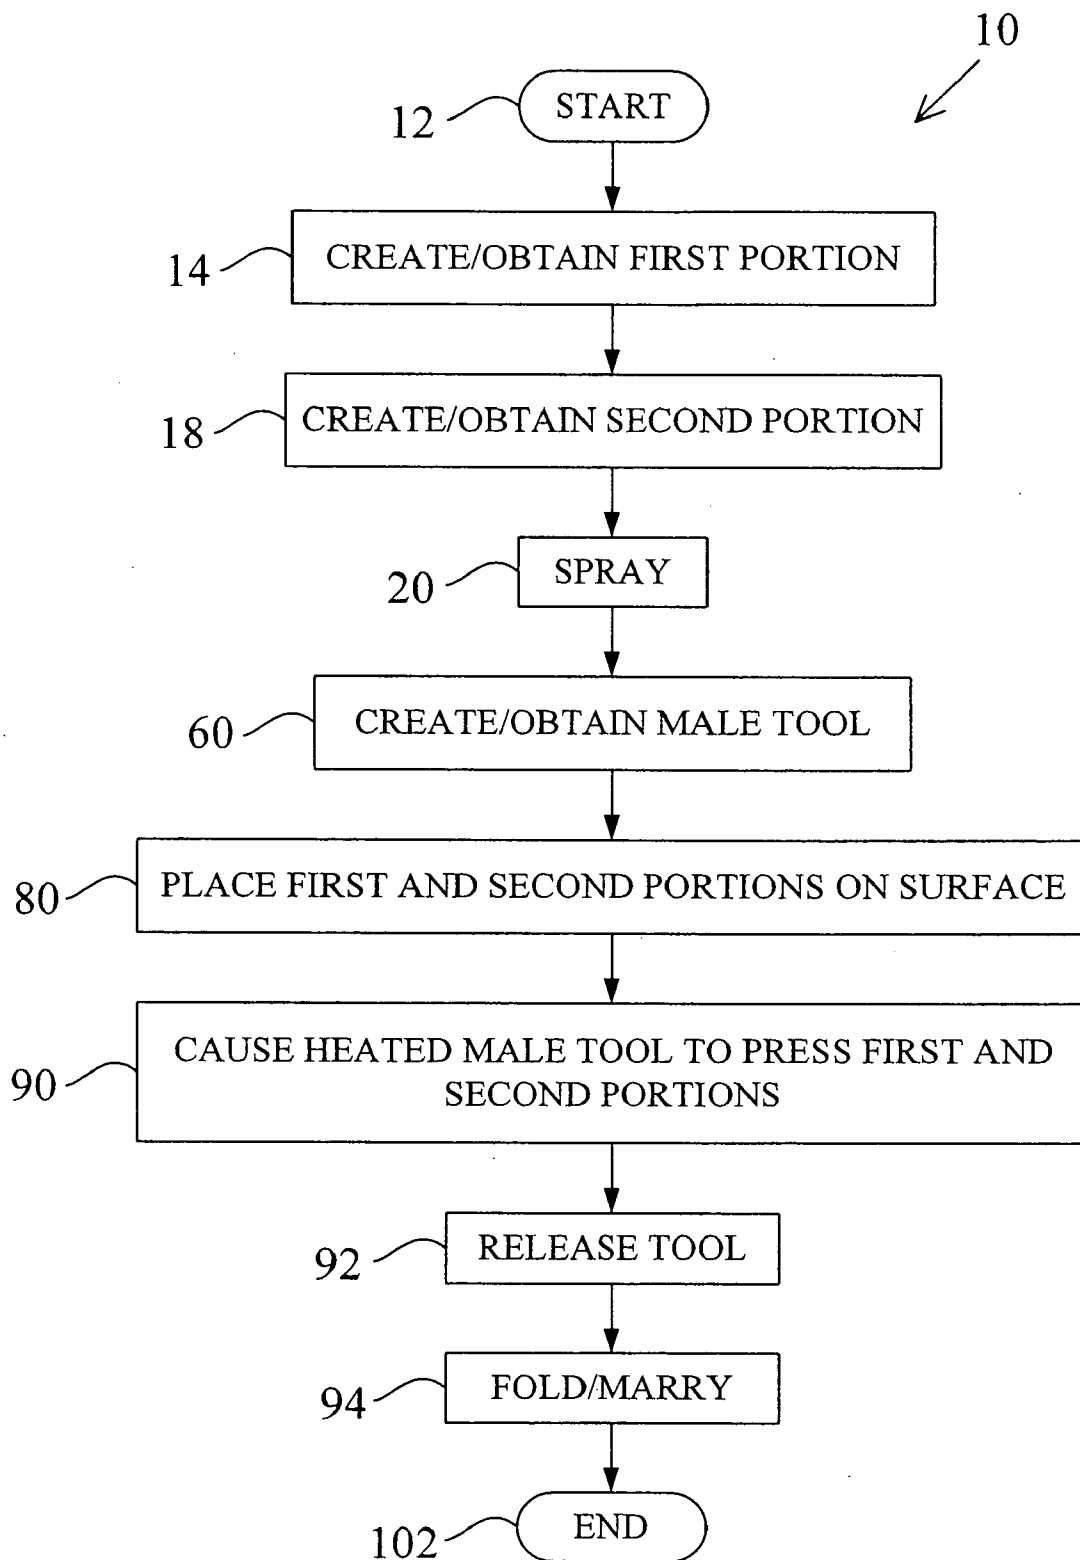 10
12
START
14
CREATE/OBTAIN FIRST PORTION
18
CREATE/OBTAIN SECOND PORTION
20
SPRAY
60
CREATE/OBTAIN MALE TOOL
80
PLACE FIRST AND SECOND PORTIONS ON SURFACE
90
CAUSE HEATED MALE TOOL TO PRESS FIRST AND
SECOND PORTIONS
92
RELEASE TOOL
94
FOLD/MARRY
102
END